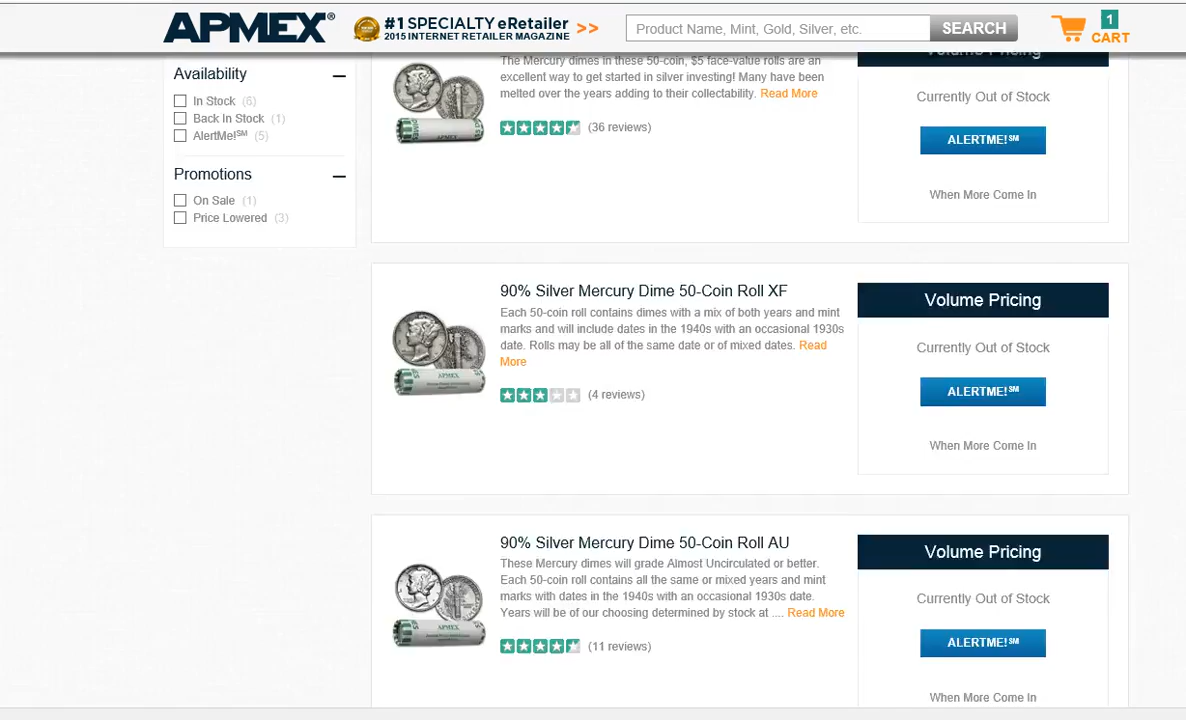 APMEX®
#1 SPECIALTY eRetailer
2015 INTERNET RETAILER MAGAZINE >>
Product Name, Mint, Gold, Silver, etc.
SEARCH
1
CART
Availability
In Stock (6)
Back In Stock (1)
AlertMe!℠ (5)
Promotions
On Sale (1)
Price Lowered (3)
The Mercury dimes in these 50-coin, $5 face-value rolls are an
excellent way to get started in silver investing! Many have been
melted over the years adding to their collectability. Read More
(36 reviews)
Volume Pricing
Currently Out of Stock
ALERTME!℠
When More Come In
APMEX
90% Silver Mercury Dime 50-Coin Roll XF
Each 50-coin roll contains dimes with a mix of both years and mint
marks and will include dates in the 1940s with an occasional 1930s
date. Rolls may be all of the same date or of mixed dates. Read
More
(4 reviews)
Volume Pricing
Currently Out of Stock
ALERTME!℠
When More Come In
APMEX
90% Silver Mercury Dime 50-Coin Roll AU
These Mercury dimes will grade Almost Uncirculated or better.
Each 50-coin roll contains all the same or mixed years and mint
marks with dates in the 1940s with an occasional 1930s date.
Years will be of our choosing determined by stock at .... Read More
(11 reviews)
Volume Pricing
Currently Out of Stock
ALERTME!℠
When More Come In
APMEX